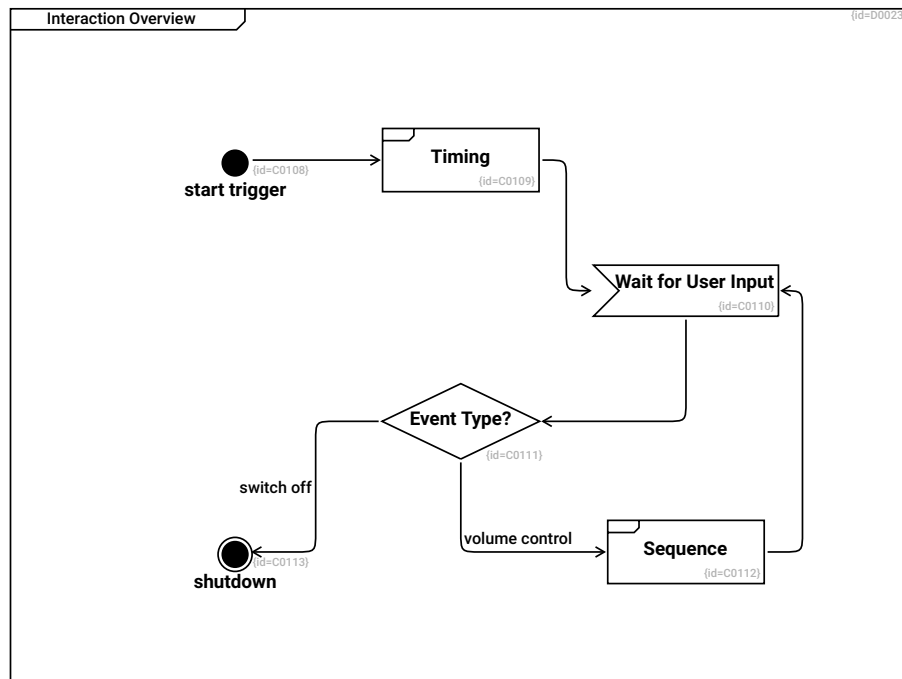 Interaction Overview
{id=D0023
Timing
{id=C0108}
{id=C0109}
start trigger
Wait for User Input
{id=C0110}
Event Type?
{id=C0111}
switch off
volume control
Sequence
{id=C0113}
{id=C0112}
shutdown